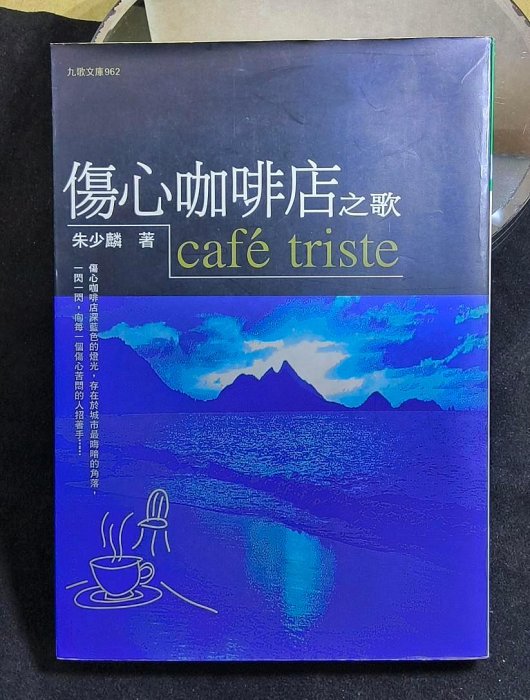 九歌文庫962
傷心咖啡店之歌
朱少麟 著
café triste
傷心咖啡店深藍色的燈光，存在於城市最晦暗的角落，
一閃一閃，向每一個傷心苦悶的人招著手……